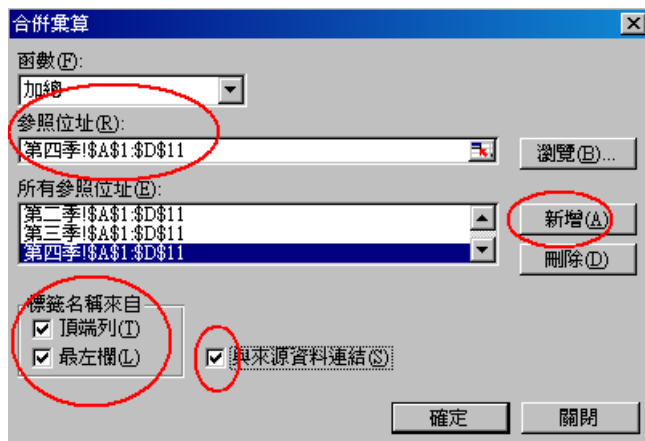 合併彙算
函數(F):
加總
參照位址(R):
第四季!$A$1:$D$11
瀏覽(B)...
所有參照位址(E):
第二季!$A$1:$D$11
第三季!$A$1:$D$11
第四季!$A$1:$D$11
新增(A)
刪除(D)
標籤名稱來自
頂端列(T)
最左欄(L)
與來源資料連結(S)
確定
關閉